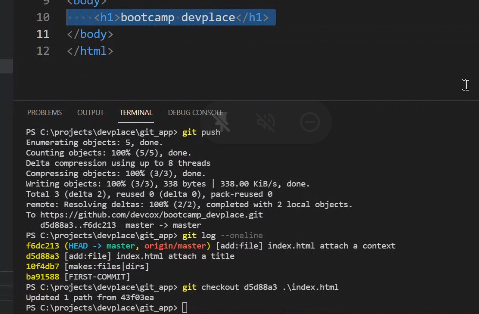 9 <body>
10 <h1>bootcamp devplace</h1>
11 </body>
12 </html>
PROBLEMS OUTPUT TERMINAL DEBUG CONSOLE
PS C:\projects\devplace\git_app> git push
Enumerating objects: 5, done.
Counting objects: 100% (5/5), done.
Delta compression using up to 8 threads
Compressing objects: 100% (3/3), done.
Writing objects: 100% (3/3), 338 bytes | 338.00 KiB/s, done.
Total 3 (delta 2), reused 0 (delta 0), pack-reused 0
remote: Resolving deltas: 100% (2/2), completed with 2 local objects.
To https://github.com/devcox/bootcamp_devplace.git
d5d88a3..f6dc213 master -> master
PS C:\projects\devplace\git_app> git log --oneline
f6dc213 (HEAD -> master, origin/master) [add:file] index.html attach a context
d5d88a3 [add:file] index.html attach a title
10f4db7 [makes:files|dirs]
ba91588 [FIRST-COMMIT]
PS C:\projects\devplace\git_app> git checkout d5d88a3 .\index.html
Updated 1 path from 43f03ea
PS C:\projects\devplace\git_app>